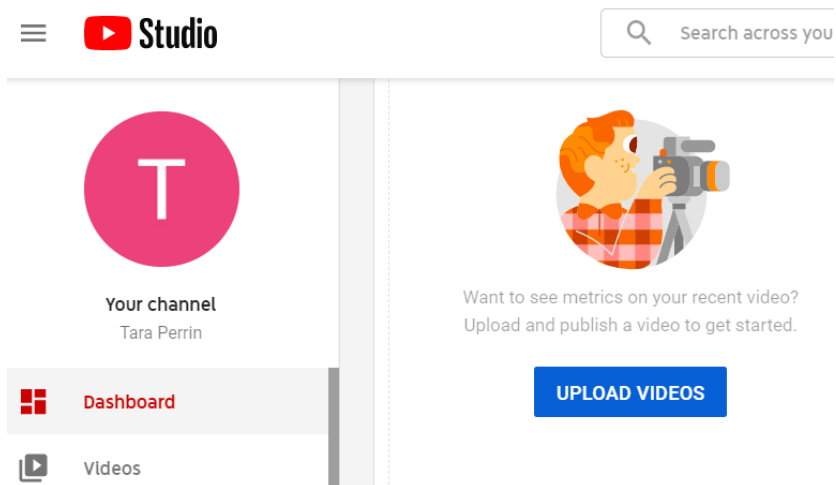 Studio
Search across you
T
Your channel
Tara Perrin
Dashboard
Videos
Want to see metrics on your recent video?
Upload and publish a video to get started.
UPLOAD VIDEOS